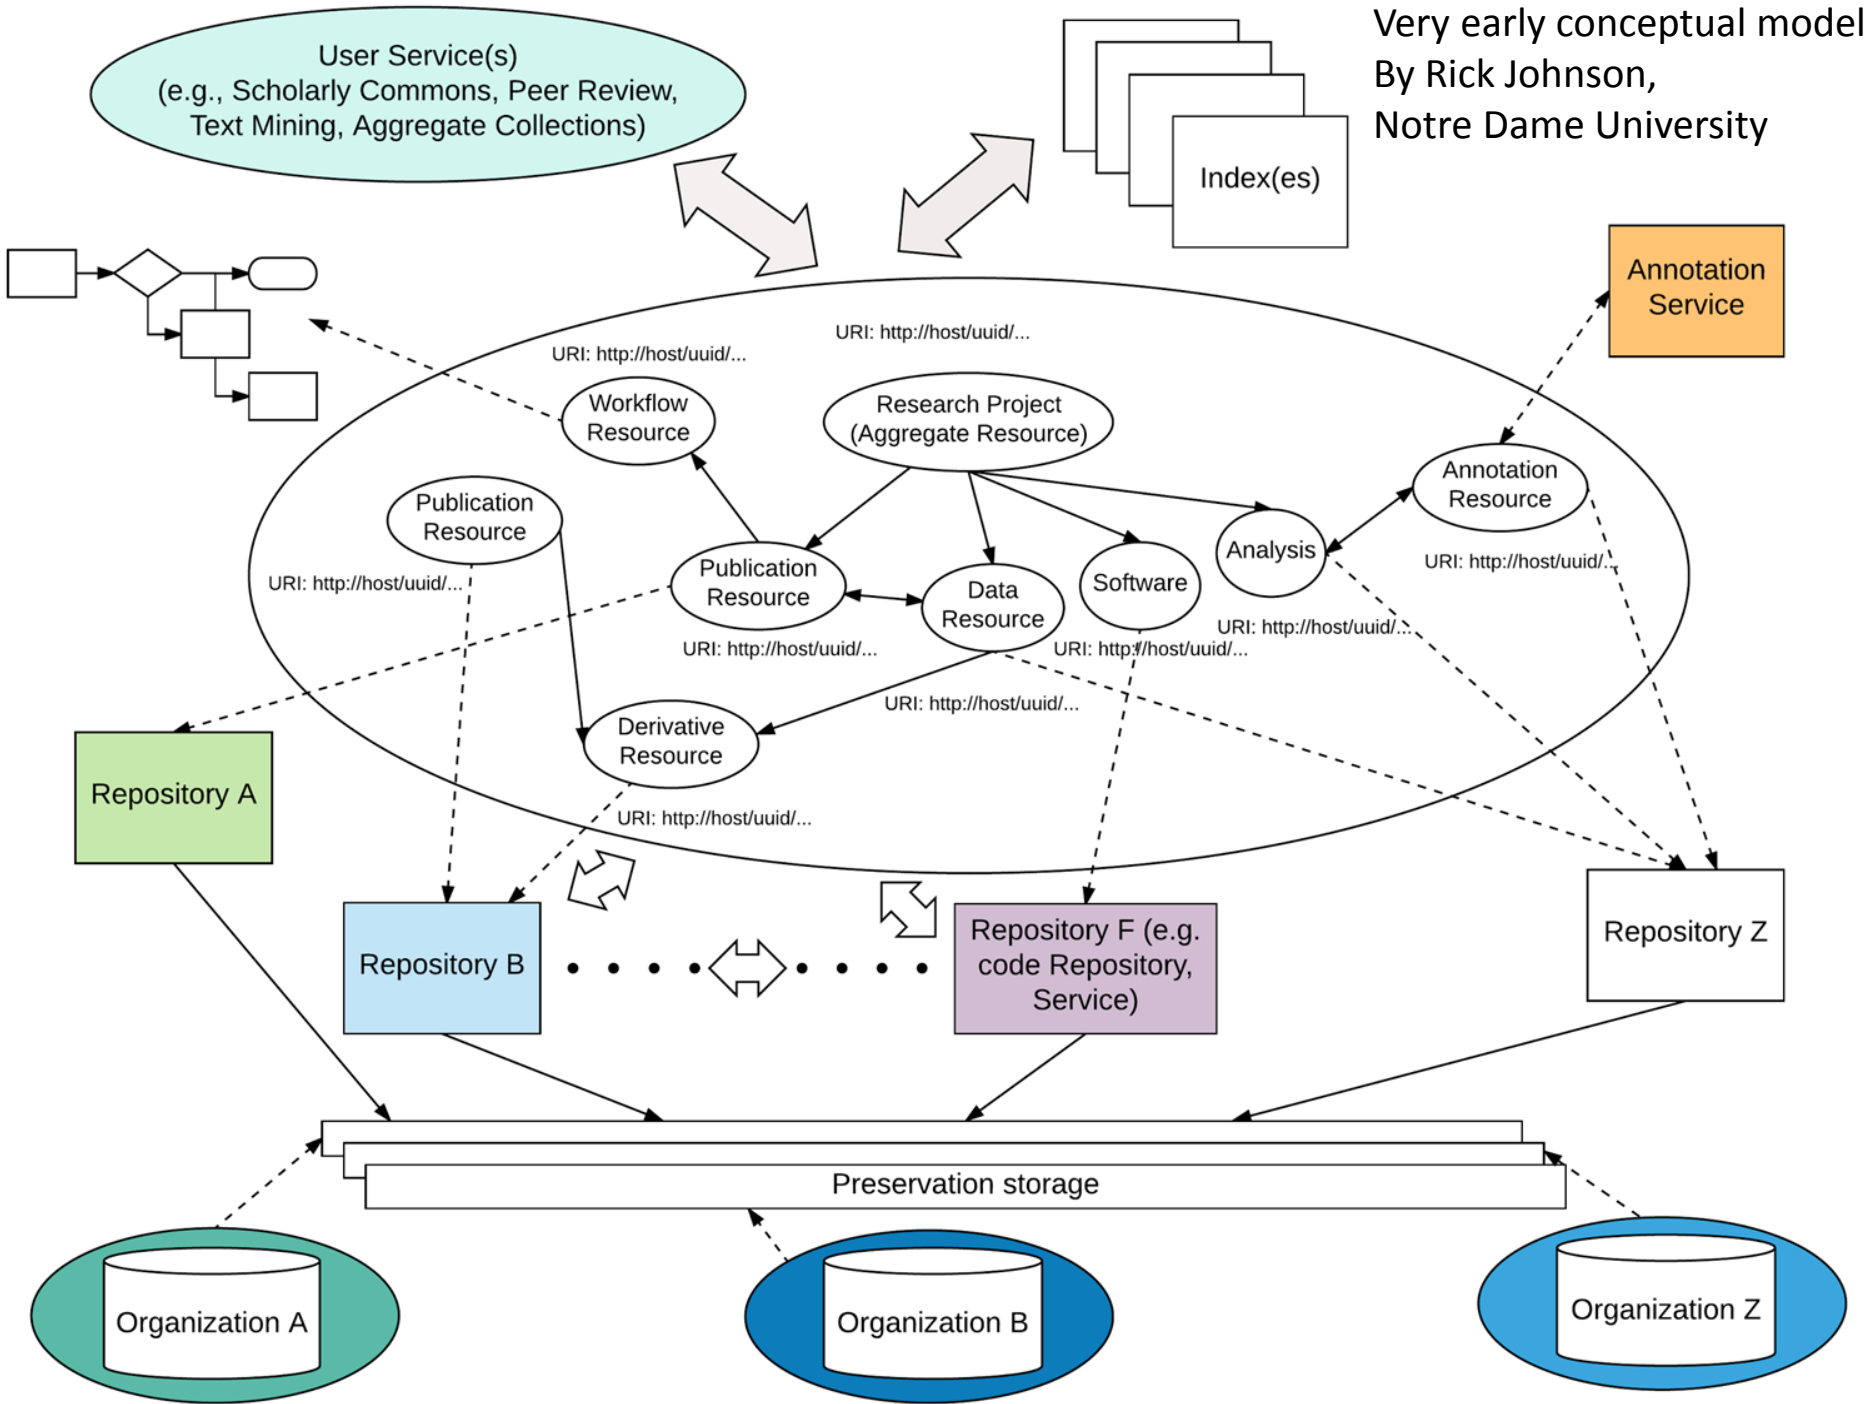 Very early conceptual model
By Rick Johnson,
Notre Dame University
User Service(s)
(e.g., Scholarly Commons, Peer Review,
Text Mining, Aggregate Collections)
Index(es)
Annotation
Service
URI: http://host/uuid/...
URI: http://host/uuid/...
Workflow
Resource
Research Project
(Aggregate Resource)
Annotation
Resource
Publication
Resource
Analysis
URI: http://host/uuid/...
URI: http://host/uuid/...
Publication
Resource
Data
Resource
Software
URI: http://host/uuid/...
URI: http://host/uuid/...
URI: http://host/uuid/...
URI: http://host/uuid/...
Derivative
Resource
URI: http://host/uuid/...
Repository A
Repository B
Repository F (e.g.
code Repository,
Service)
Repository Z
Preservation storage
Organization A
Organization B
Organization Z